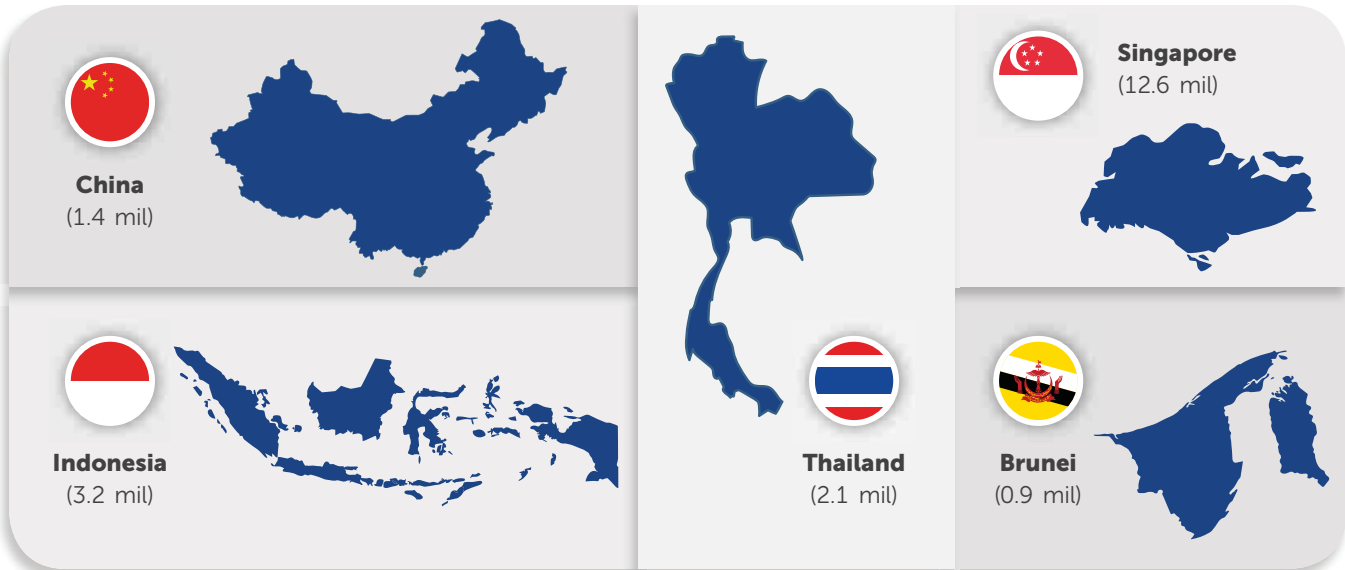 China
(1.4 mil)
Indonesia
(3.2 mil)
Thailand
(2.1 mil)
Singapore
(12.6 mil)
Brunei
(0.9 mil)